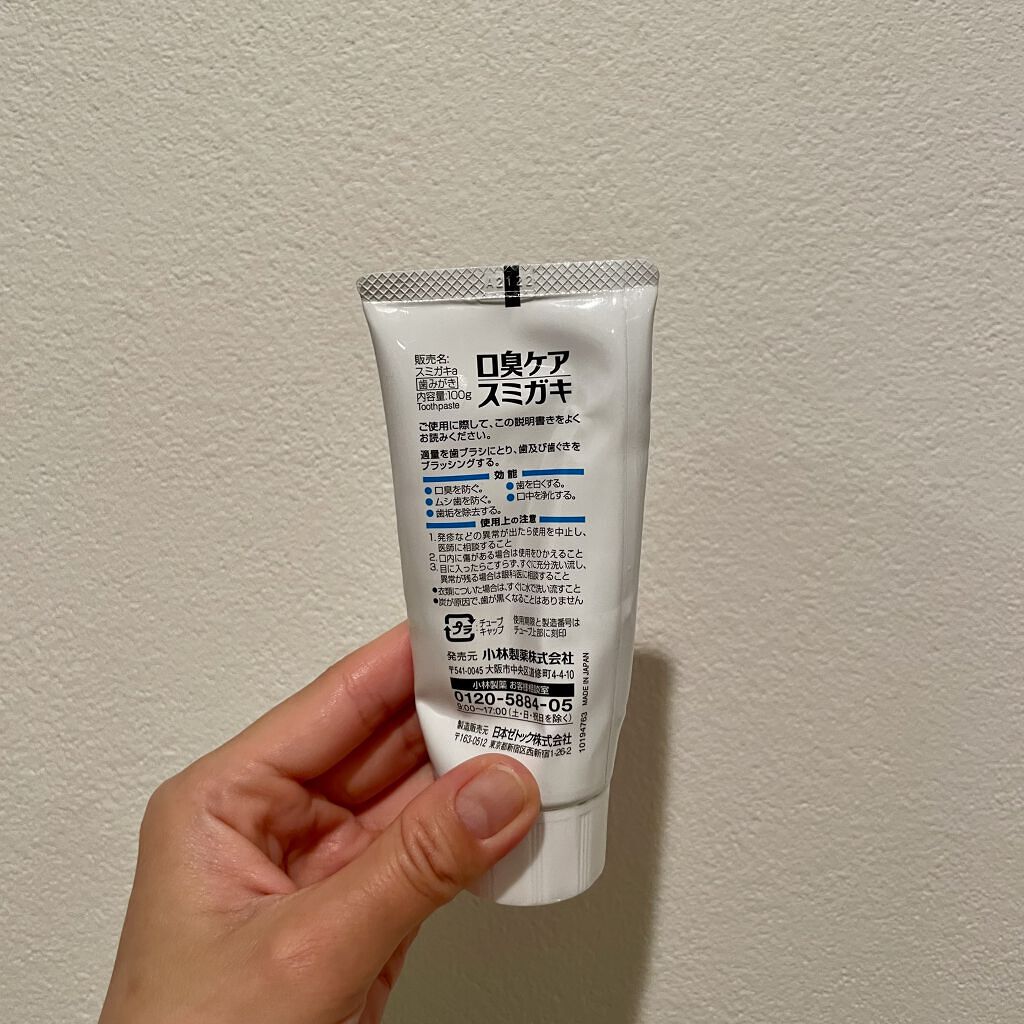 A2122
販売名:
スミガキa
歯みがき
内容量:100g
Toothpaste
口臭ケア
スミガキ
ご使用に際して、この説明書きをよく
お読みください。
適量を歯ブラシにとり、歯及び歯ぐきを
ブラッシングする。
効能
●口臭を防ぐ。 ●歯を白くする。
●ムシ歯を防ぐ。 ●口中を浄化する。
●歯垢を除去する。
使用上の注意
1.発疹などの異常が出たら使用を中止し、
医師に相談すること
2.口内に傷がある場合は使用をひかえること
3.目に入ったらこすらず、すぐに充分洗い流し、
異常が残る場合は眼科医に相談すること
●衣類についた場合は、すぐに水で洗い流すこと
●炭が原因で、歯が黒くなることはありません
プラ :チューブ 使用期限と製造番号は
キャップ チューブ上部に刻印
発売元 小林製薬株式会社
〒541-0045 大阪市中央区道修町4-4-10
小林製薬 お客様相談室
0120-5884-05
9:00〜17:00(土・日・祝日を除く)
製造販売元 日本ゼトック株式会社
〒163-0512 東京都新宿区西新宿1-26-2
10194763 MADE IN JAPAN